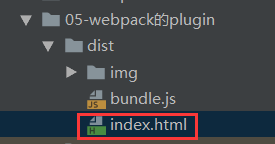 05-webpack的plugin
dist
img
bundle.js
JS
index.html
H